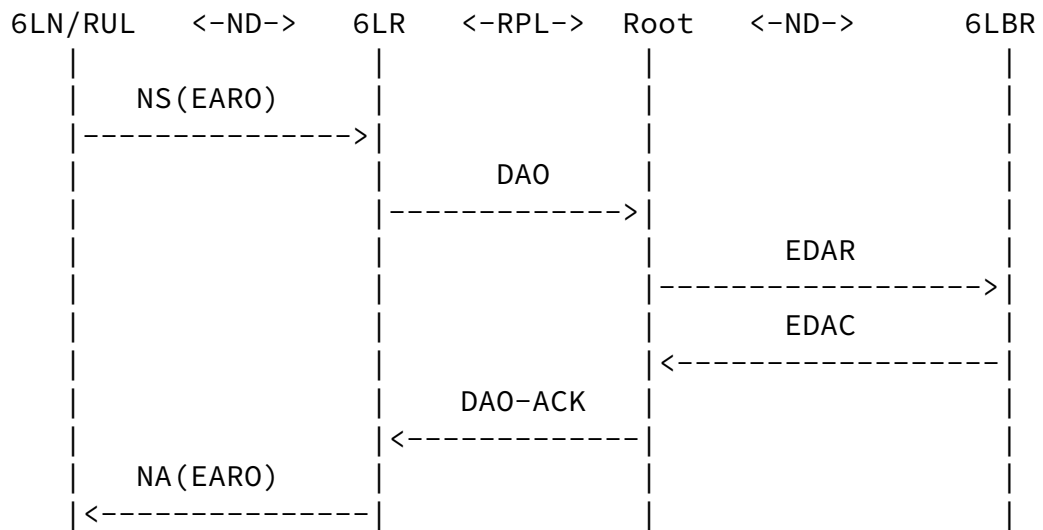 6LN/RUL <-ND-> 6LR <-RPL-> Root <-ND-> 6LBR
NS(EARO)
DAO
EDAR
EDAC
DAO-ACK
NA(EARO)